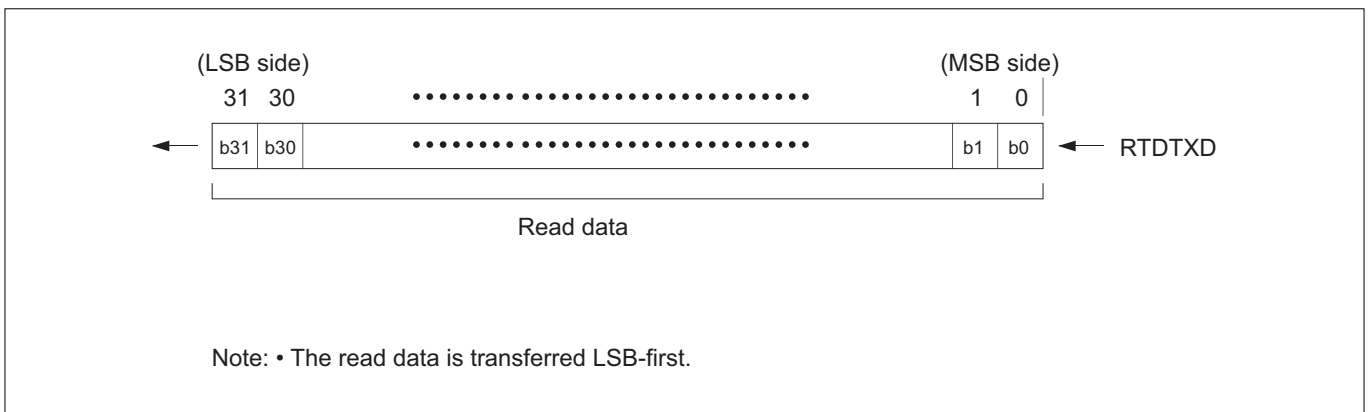 (LSB side) (MSB side)
31 30 •••••••• ••••••••••••••••••••••• 1 0
b31 b30 •••••••• ••••••••••••••••••••••• b1 b0 RTDTXD
Read data
Note: • The read data is transferred LSB-first.